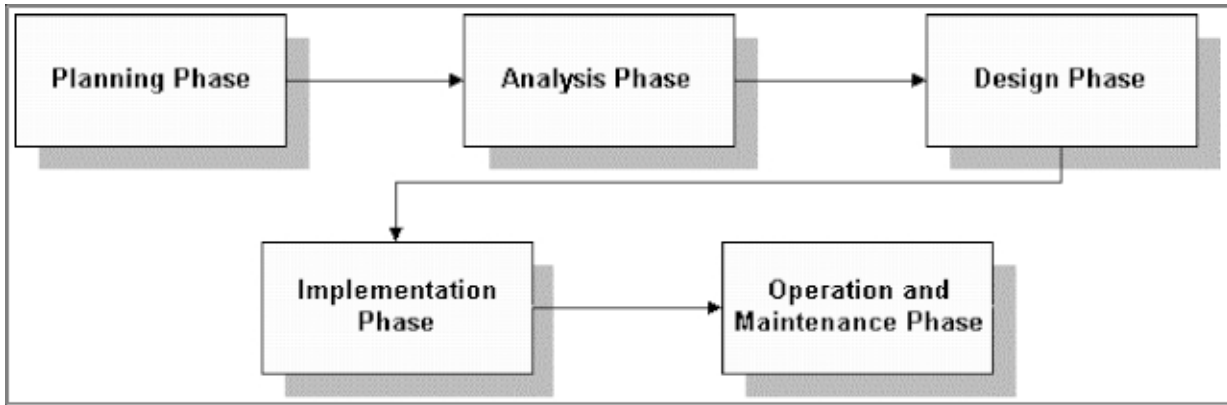 Planning Phase
Analysis Phase
Design Phase
Implementation
Phase
Operation and
Maintenance Phase